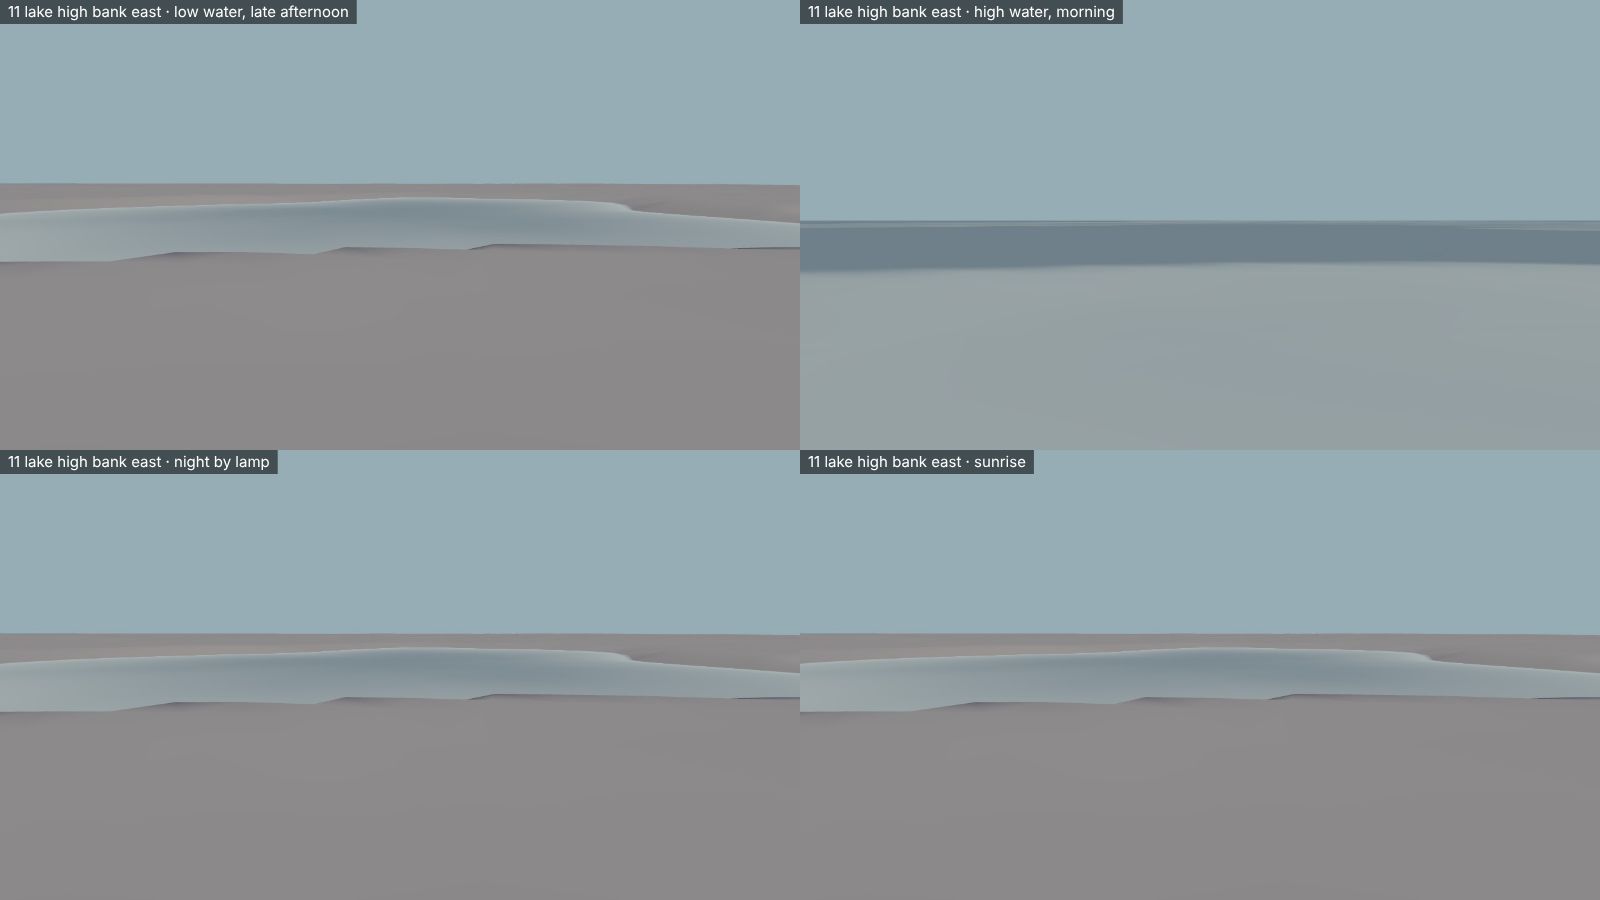 11 lake high bank east · low water, late afternoon
11 lake high bank east · high water, morning
11 lake high bank east · night by lamp
11 lake high bank east · sunrise